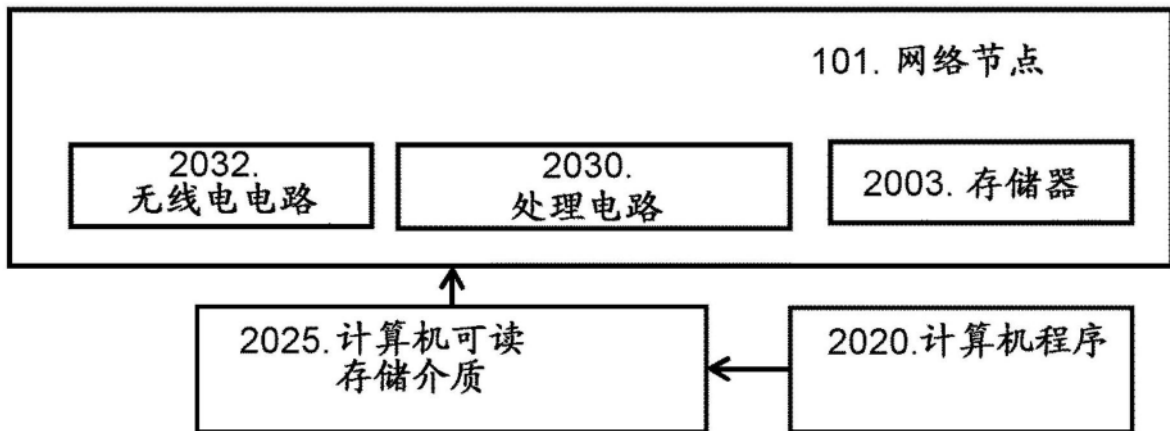 101. 网络节点
2032.
无线电电路
2030.
处理电路
2003. 存储器
2025.计算机可读
存储介质
2020.计算机程序